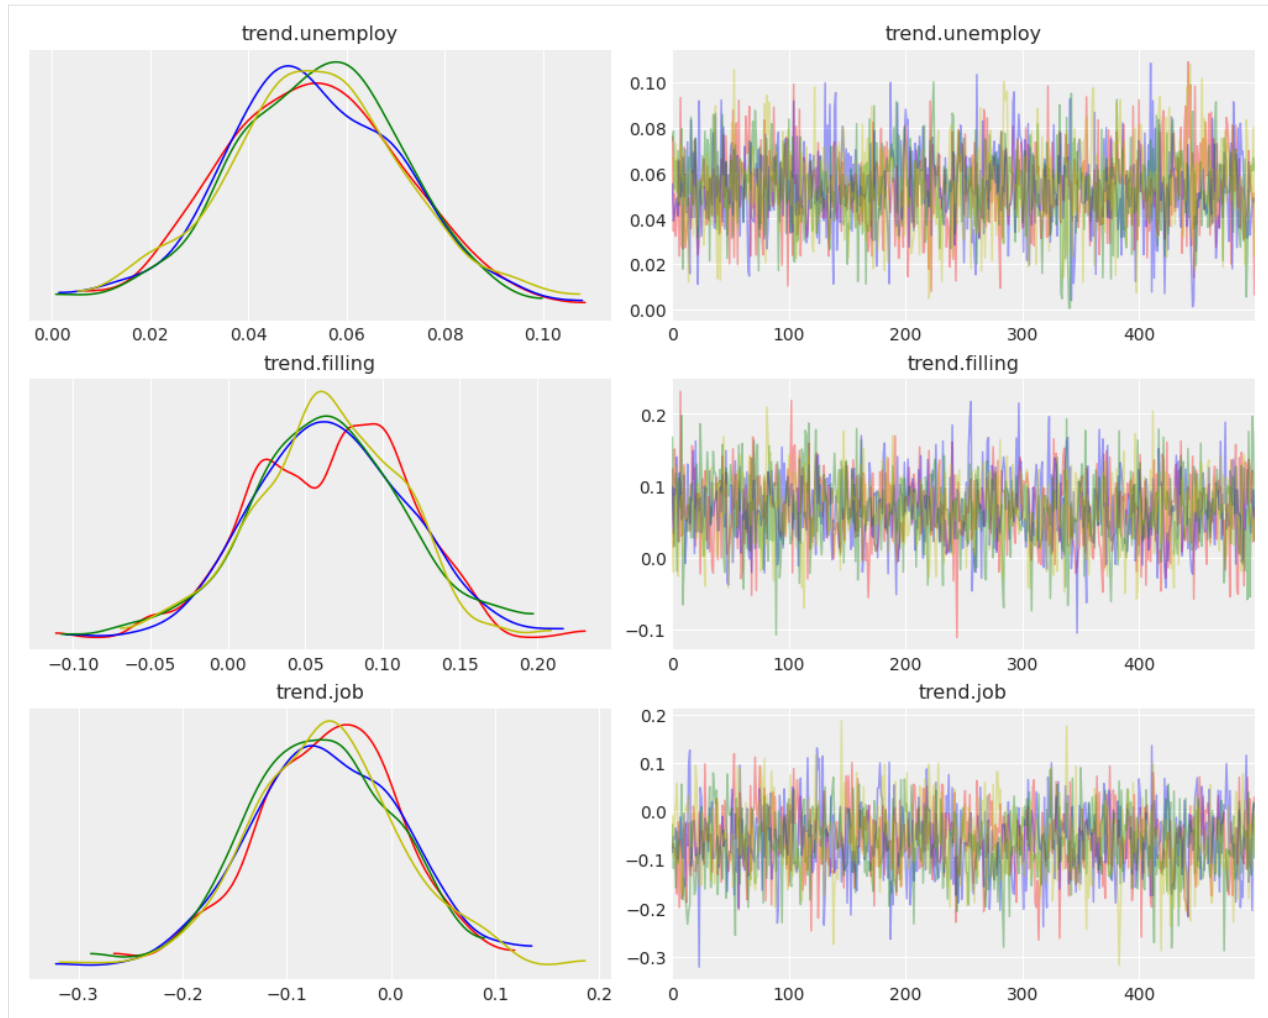 trend.unemploy trend.unemploy
0.10
0.08
0.06
0.04
0.02
0.00
0.00 0.02 0.04 0.06 0.08 0.10 0 100 200 300 400
trend.filling trend.filling
0.2
0.1
0.0
−0.1
−0.10 −0.05 0.00 0.05 0.10 0.15 0.20 0 100 200 300 400
trend.job trend.job
0.2
0.1
0.0
−0.1
−0.2
−0.3
−0.3 −0.2 −0.1 0.0 0.1 0.2 0 100 200 300 400